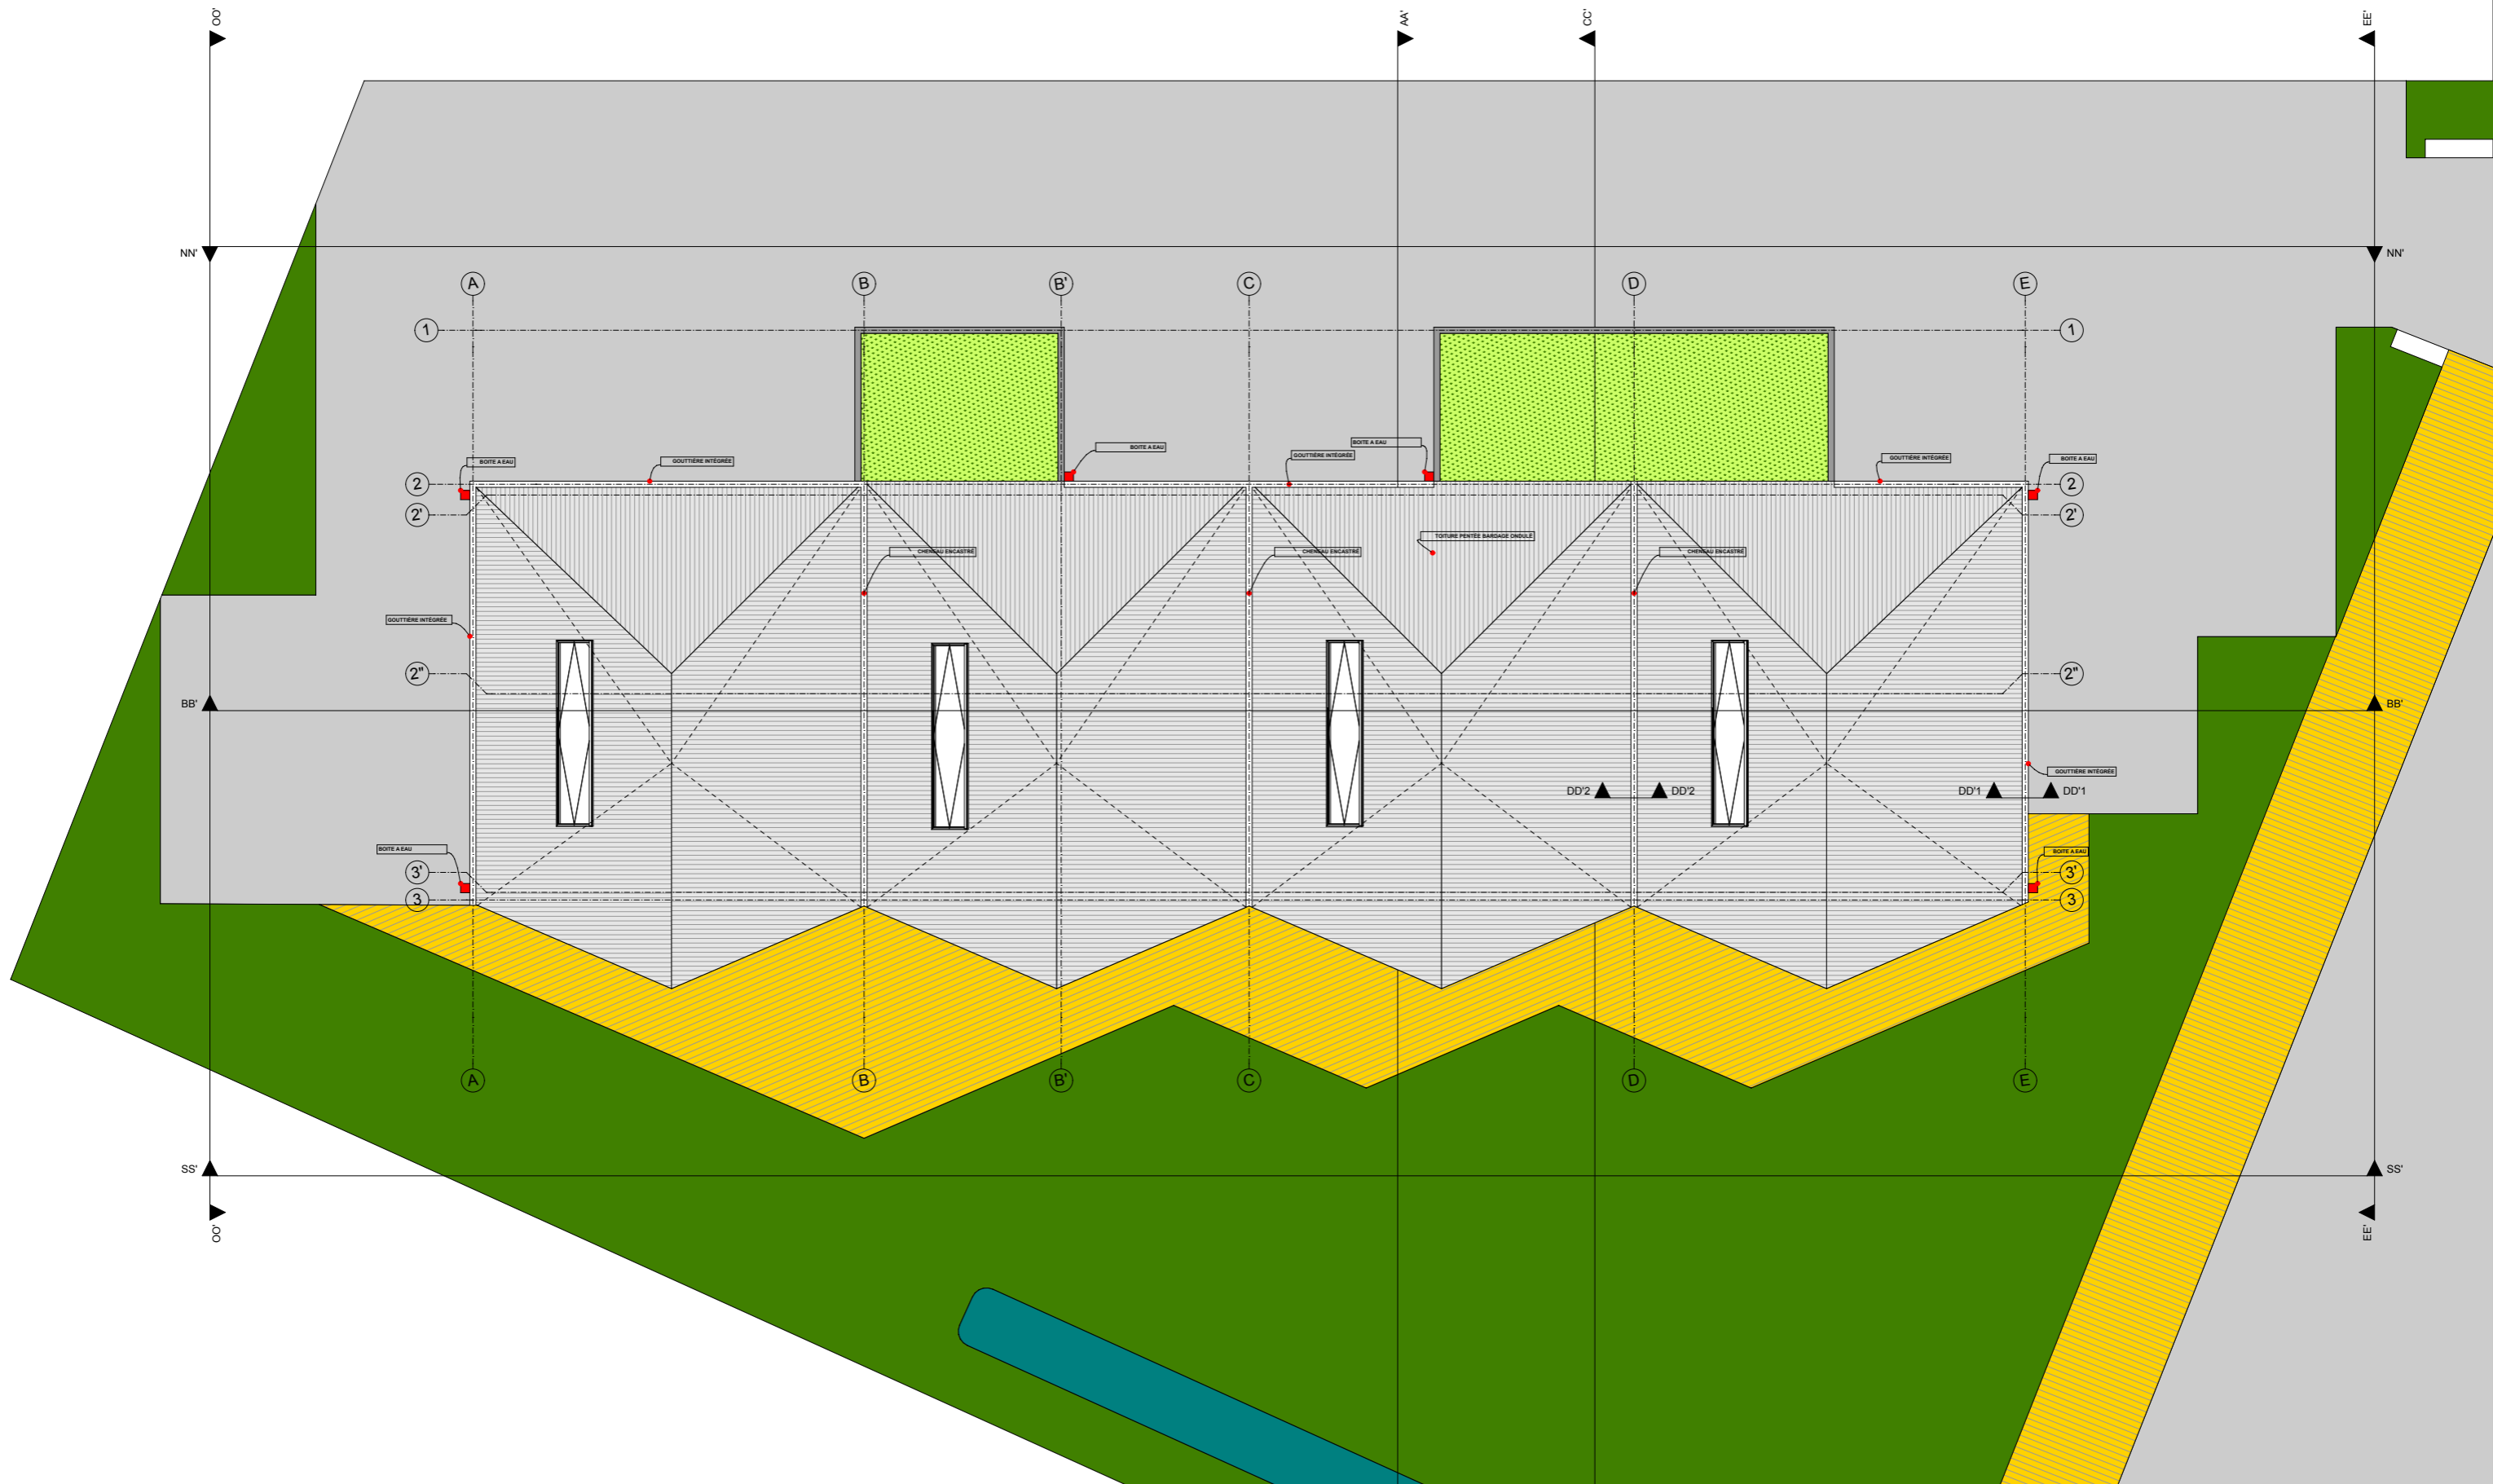 OO'
AA'
CC'
EE'
NN'
NN'
A
B
B'
C
D
E
1
1
BOITE A EAU
GOUTTIÈRE INTÉGRÉE
BOITE A EAU
BOITE A EAU
GOUTTIÈRE INTÉGRÉE
GOUTTIÈRE INTÉGRÉE
BOITE A EAU
2
2
2'
2'
CHENEAU ENCASTRÉ
CHENEAU ENCASTRÉ
TOITURE PENTÉE BARDAGE ONDULÉ
CHENEAU ENCASTRÉ
GOUTTIÈRE INTÉGRÉE
2"
2"
BB'
BB'
GOUTTIÈRE INTÉGRÉE
DD'2
DD'2
DD'1
DD'1
BOITE A EAU
BOITE A EAU
3'
3'
3
3
A
B
B'
C
D
E
SS'
SS'
OO'
EE'